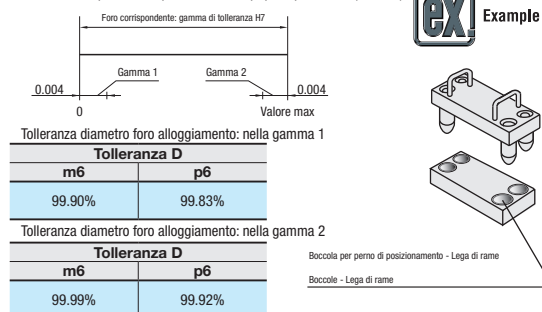 Foro corrispondente: gamma di tolleranza H7
ex. Example
Gamma 1 Gamma 2
0.004 0.004
0 Valore max
Tolleranza diametro foro alloggiamento: nella gamma 1
Tolleranza D
m6 p6
99.90% 99.83%
Tolleranza diametro foro alloggiamento: nella gamma 2
Tolleranza D
m6 p6
99.99% 99.92%
Boccola per perno di posizionamento - Lega di rame
Boccole - Lega di rame